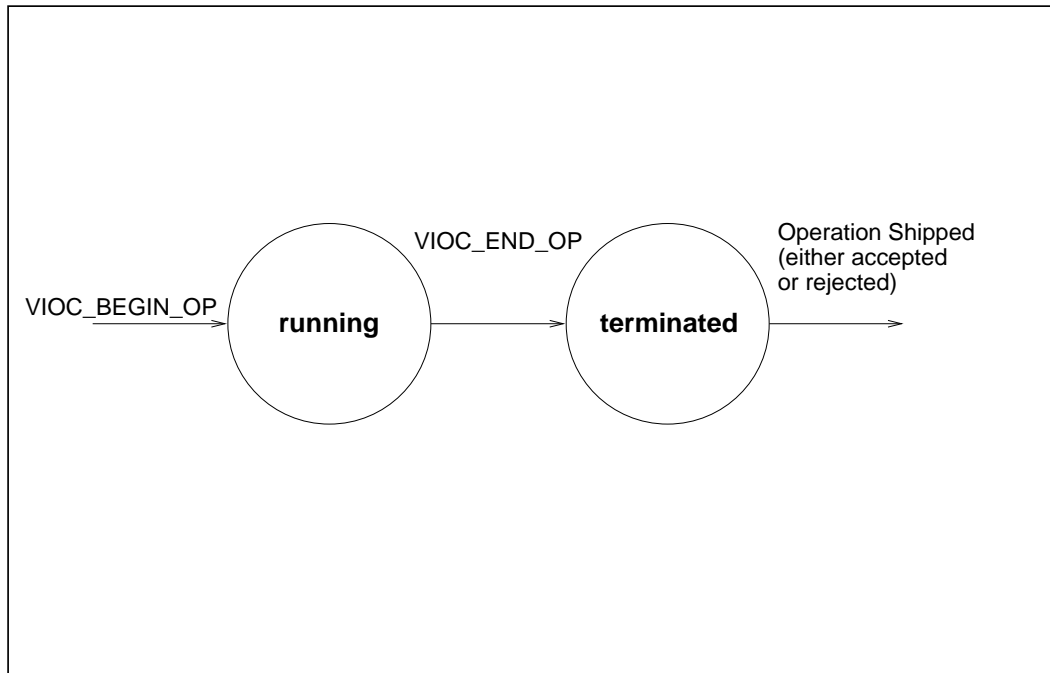 VIOC_BEGIN_OP
running
VIOC_END_OP
terminated
Operation Shipped
(either accepted
or rejected)